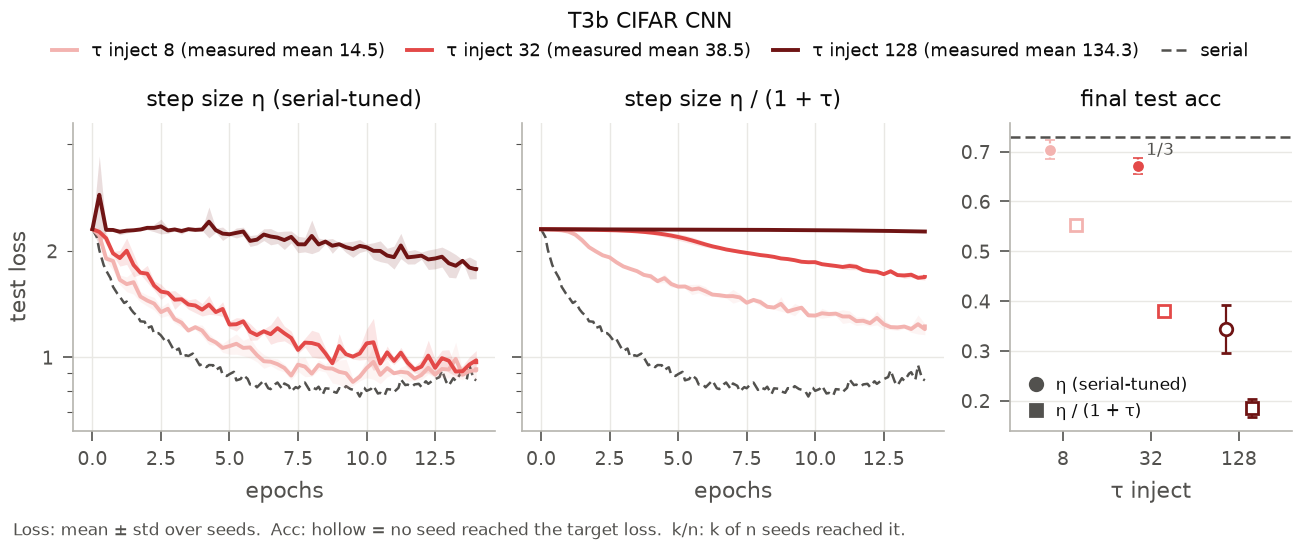 T3b CIFAR CNN
τ inject 8 (measured mean 14.5)
τ inject 32 (measured mean 38.5)
τ inject 128 (measured mean 134.3)
serial
step size η (serial-tuned)
test loss
2
1
0.0
2.5
5.0
7.5
10.0
12.5
epochs
step size η / (1 + τ)
0.0
2.5
5.0
7.5
10.0
12.5
epochs
final test acc
0.7
0.6
0.5
0.4
0.3
0.2
1/3
η (serial-tuned)
η / (1 + τ)
8
32
128
τ inject
Loss: mean ± std over seeds.  Acc: hollow = no seed reached the target loss.  k/n: k of n seeds reached it.